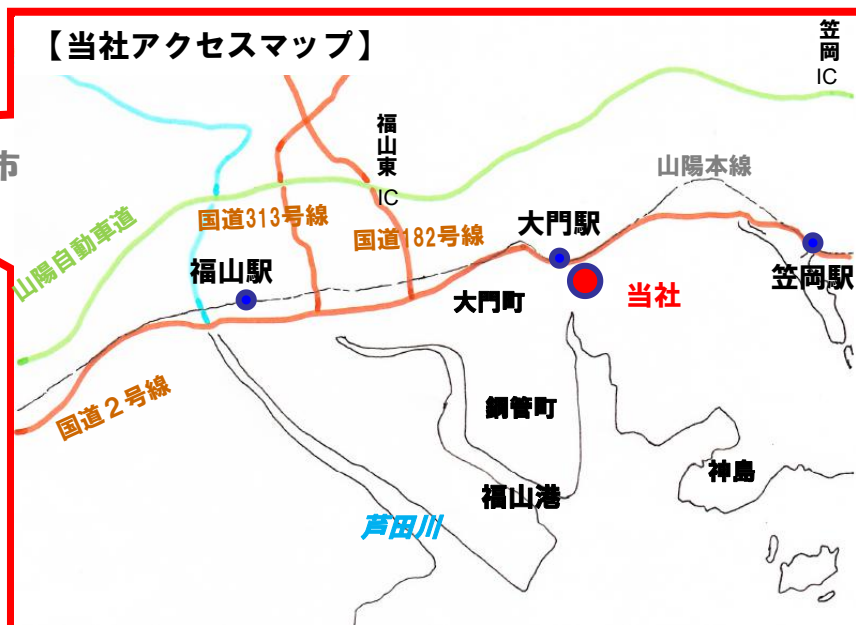 【当社アクセスマップ】
笠岡
IC
福山東
IC
市
山陽本線
山陽自動車道
国道313号線
国道182号線
大門駅
福山駅
笠岡駅
大門町
当社
国道２号線
鋼管町
神島
福山港
芦田川